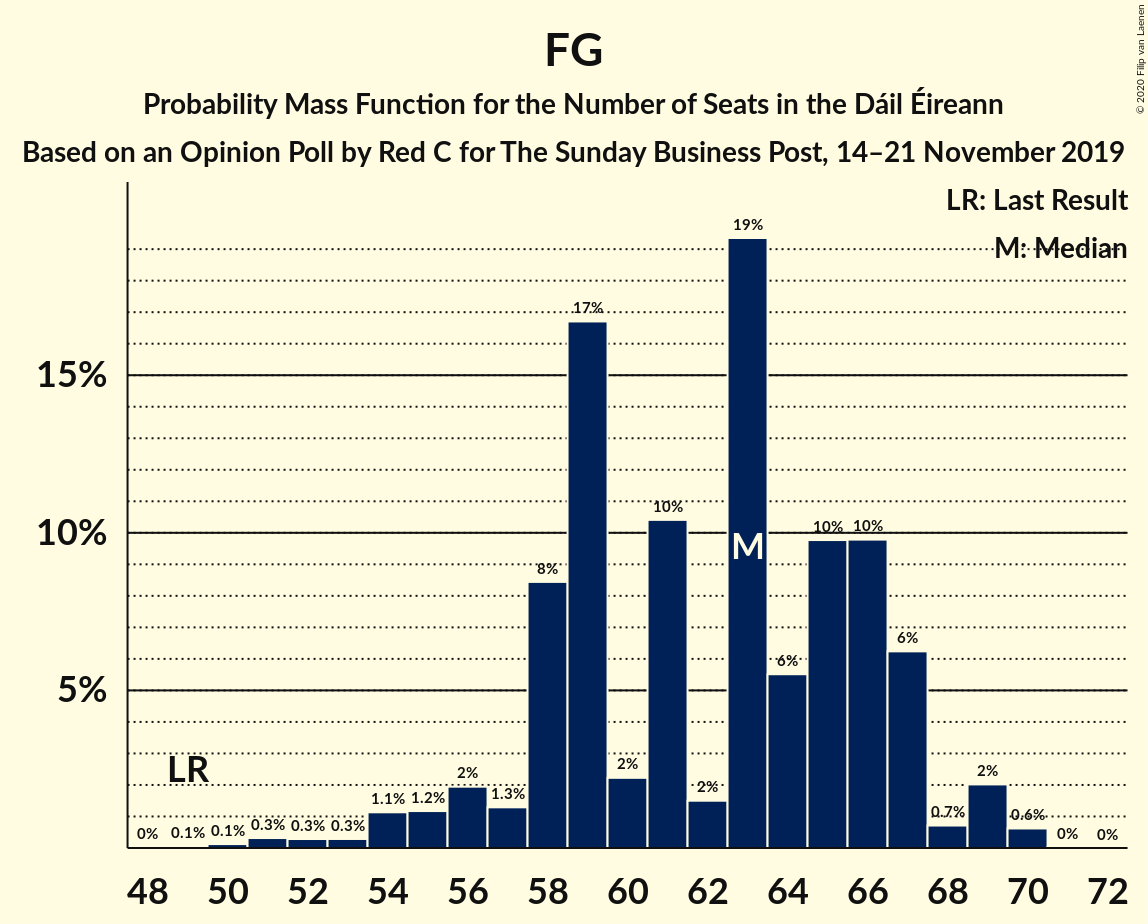 FG
Probability Mass Function for the Number of Seats in the Dáil Éireann
Based on an Opinion Poll by Red C for The Sunday Business Post, 14–21 November 2019
© 2020 Filip van Laenen
LR: Last Result
M: Median
19%
17%
15%
10%
10%
10% 10%
M
8%
6%
6%
5%
LR
2%
2%
2%
2%
1.1% 1.2%
1.3%
0.7%
0.6%
0% 0.1% 0.1% 0.3% 0.3% 0.3%
0% 0%
48 50 52 54 56 58 60 62 64 66 68 70 72